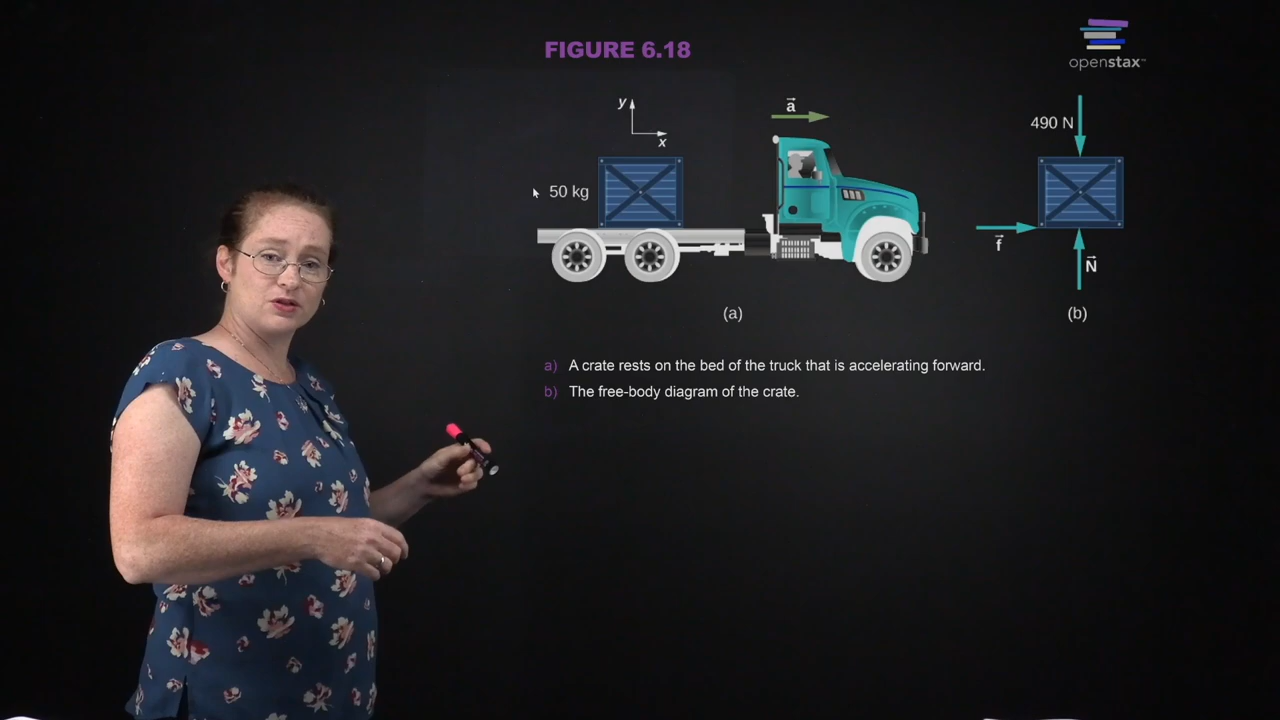 FIGURE 6.18
openstax™
y
x
a
50 kg
490 N
f
N
(a)
(b)
a) A crate rests on the bed of the truck that is accelerating forward.
b) The free-body diagram of the crate.